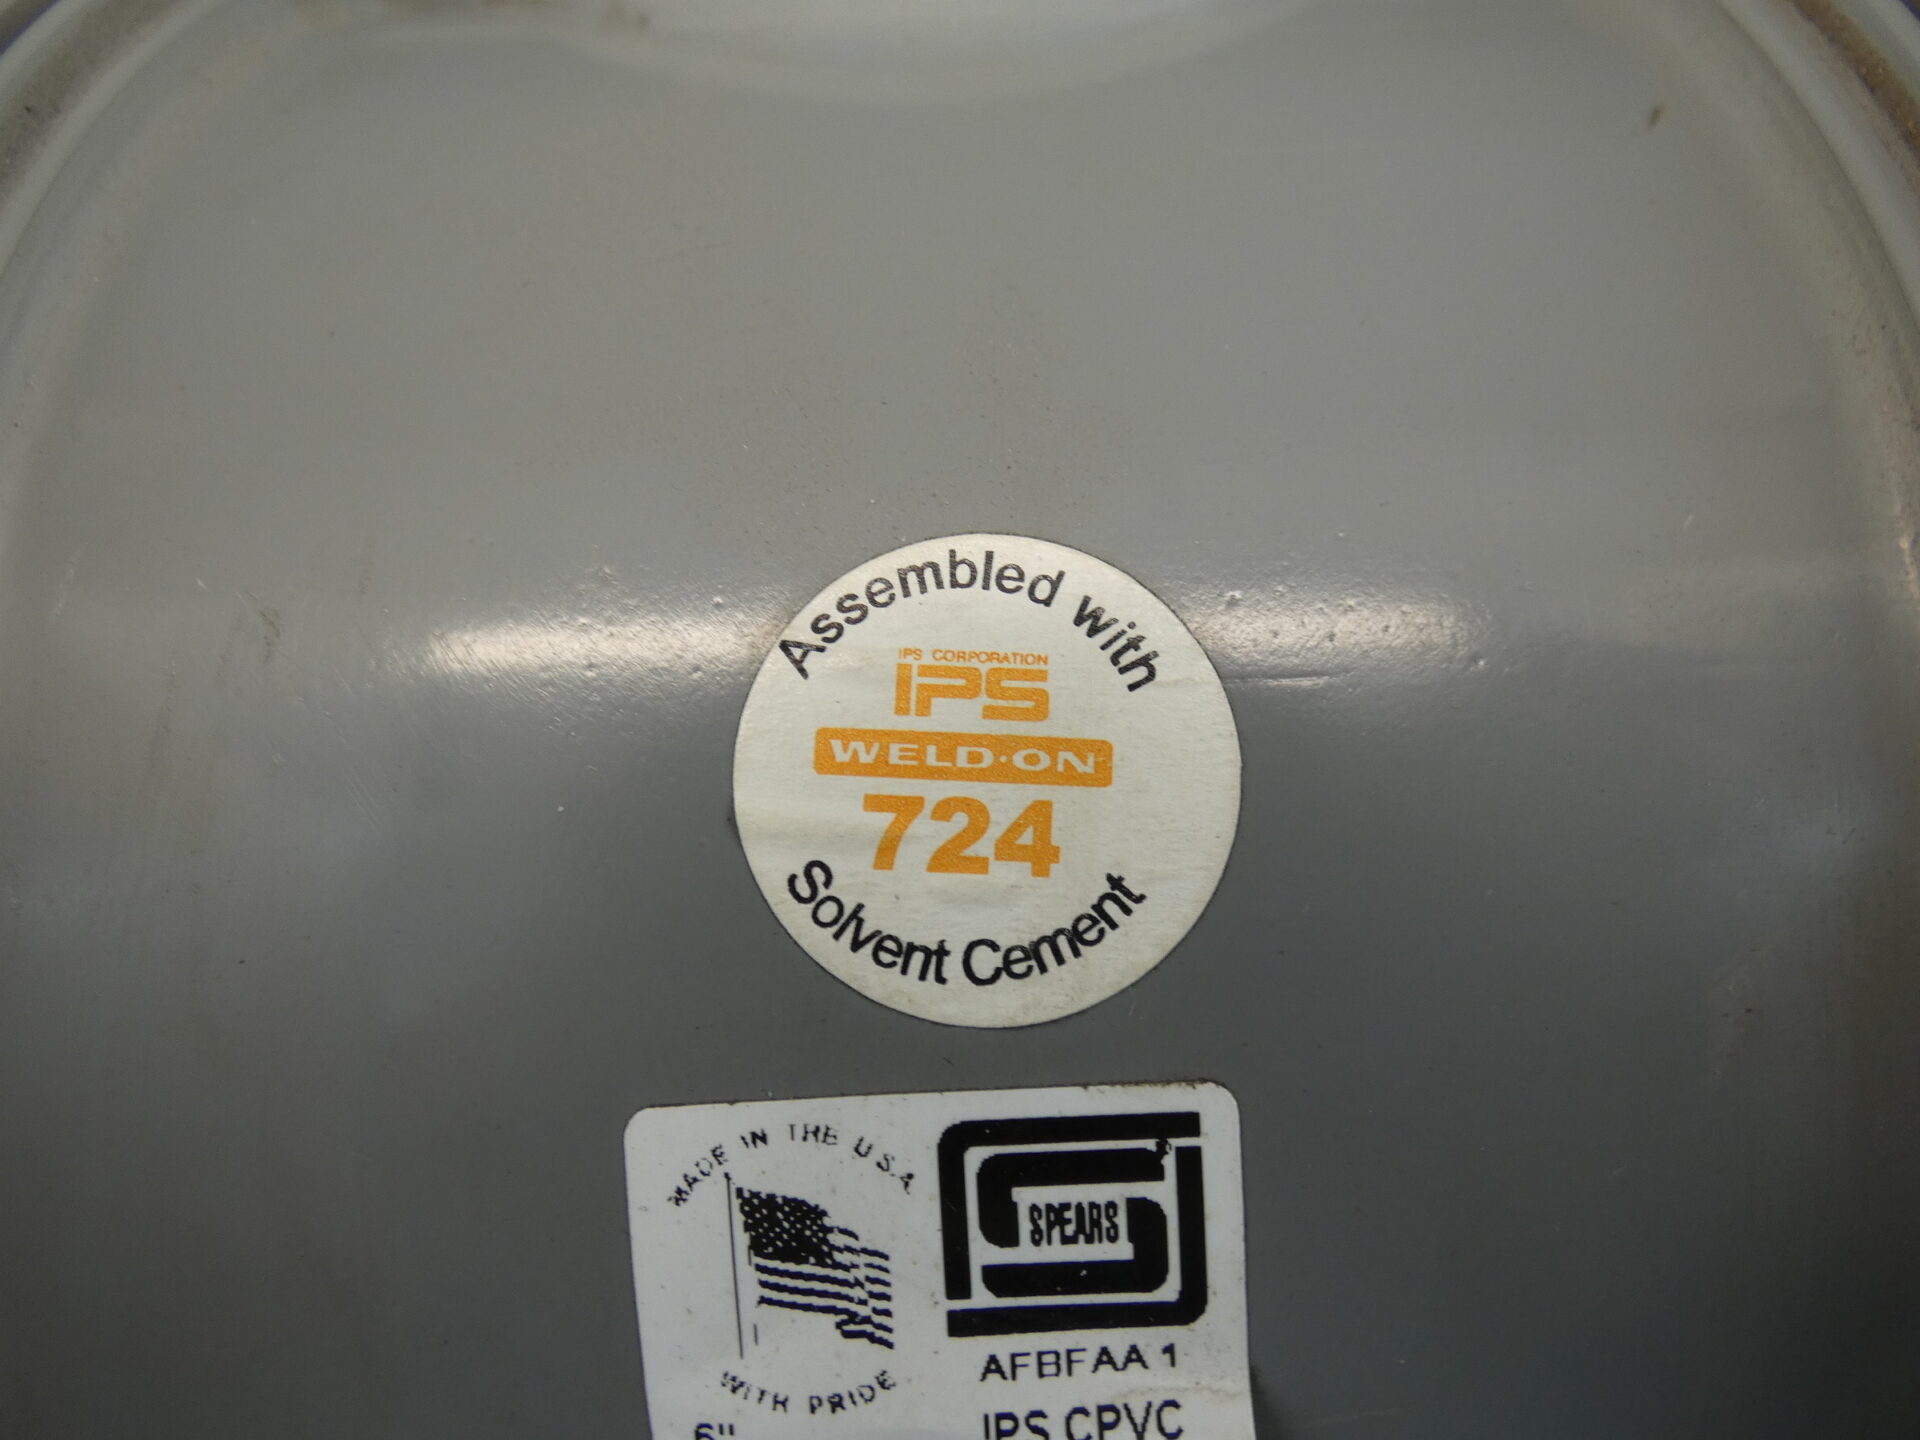 Assembled with
IPS CORPORATION
IPS
WELD·ON
724
Solvent Cement
MADE IN THE U.S.A.
WITH PRIDE
SPEARS
AFBFAA 1
6" IPS CPVC